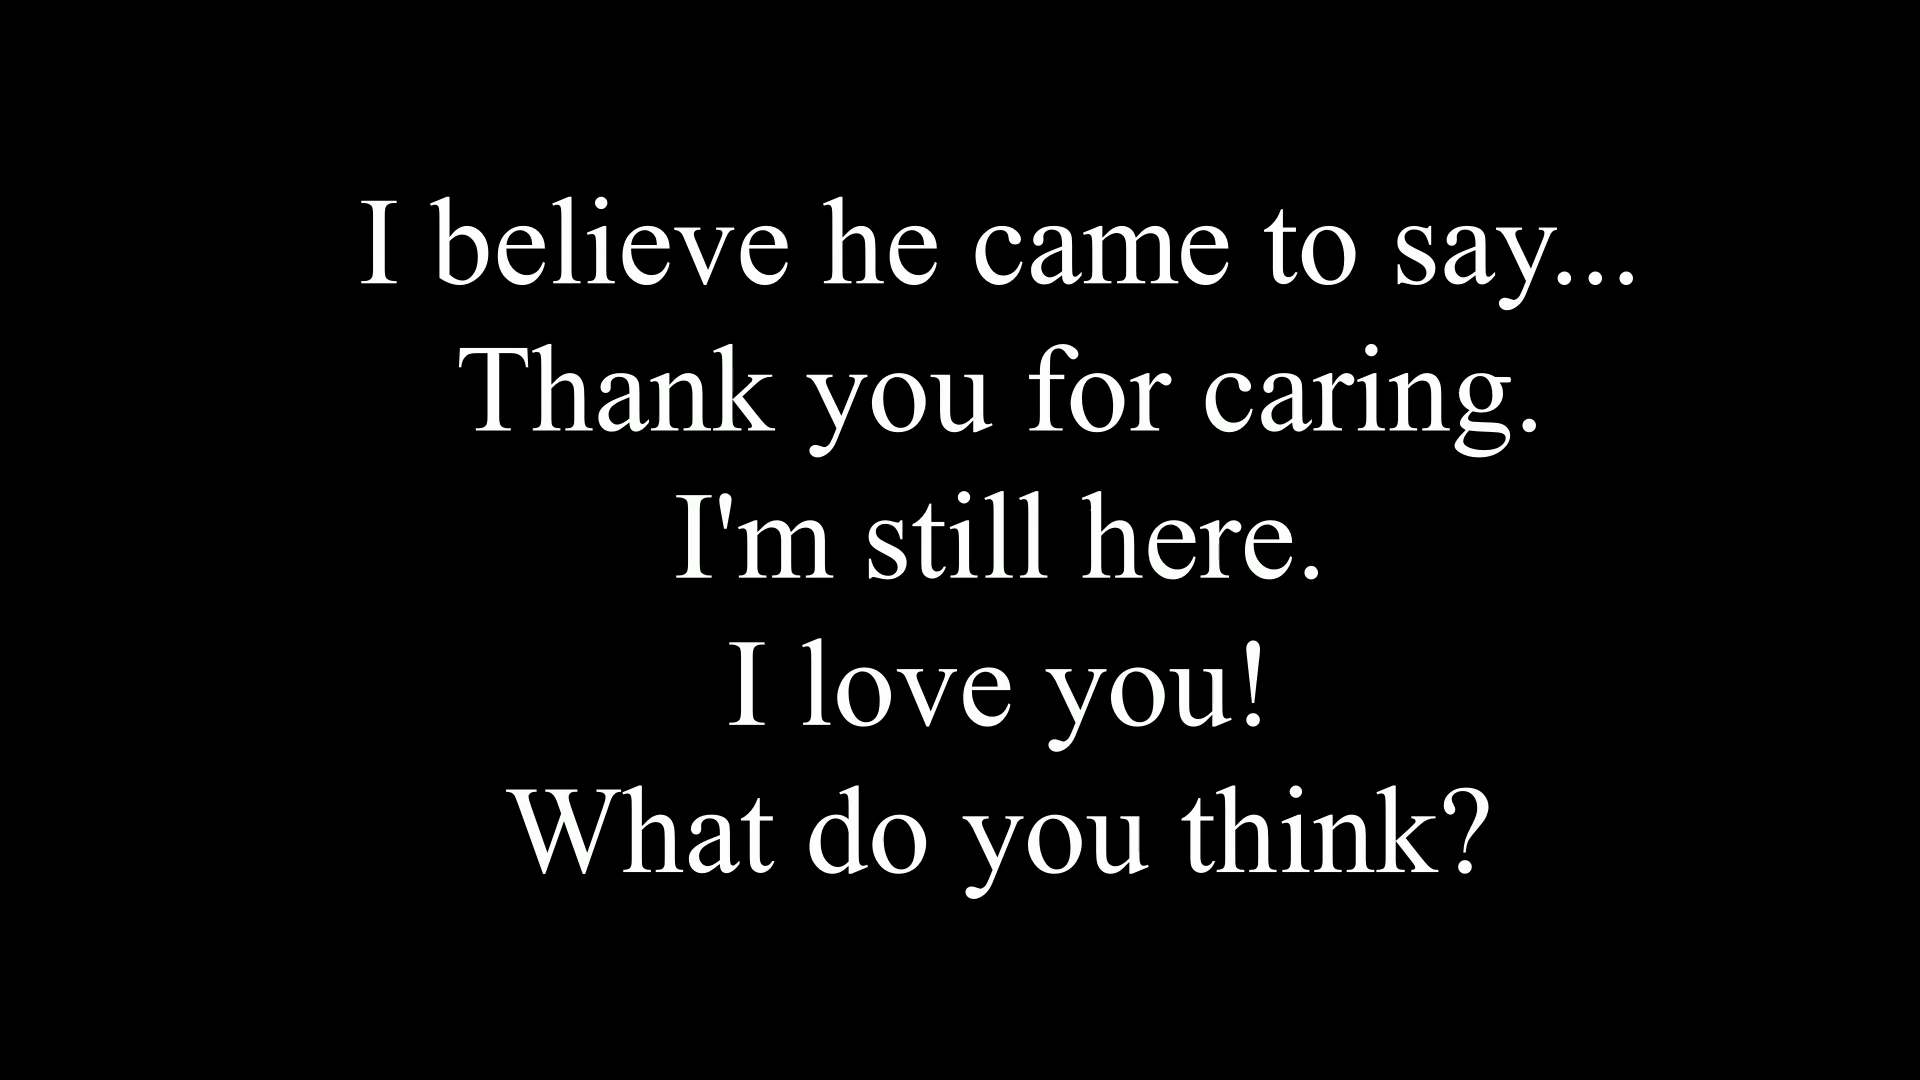 I believe he came to say...
Thank you for caring.
I'm still here.
I love you!
What do you think?